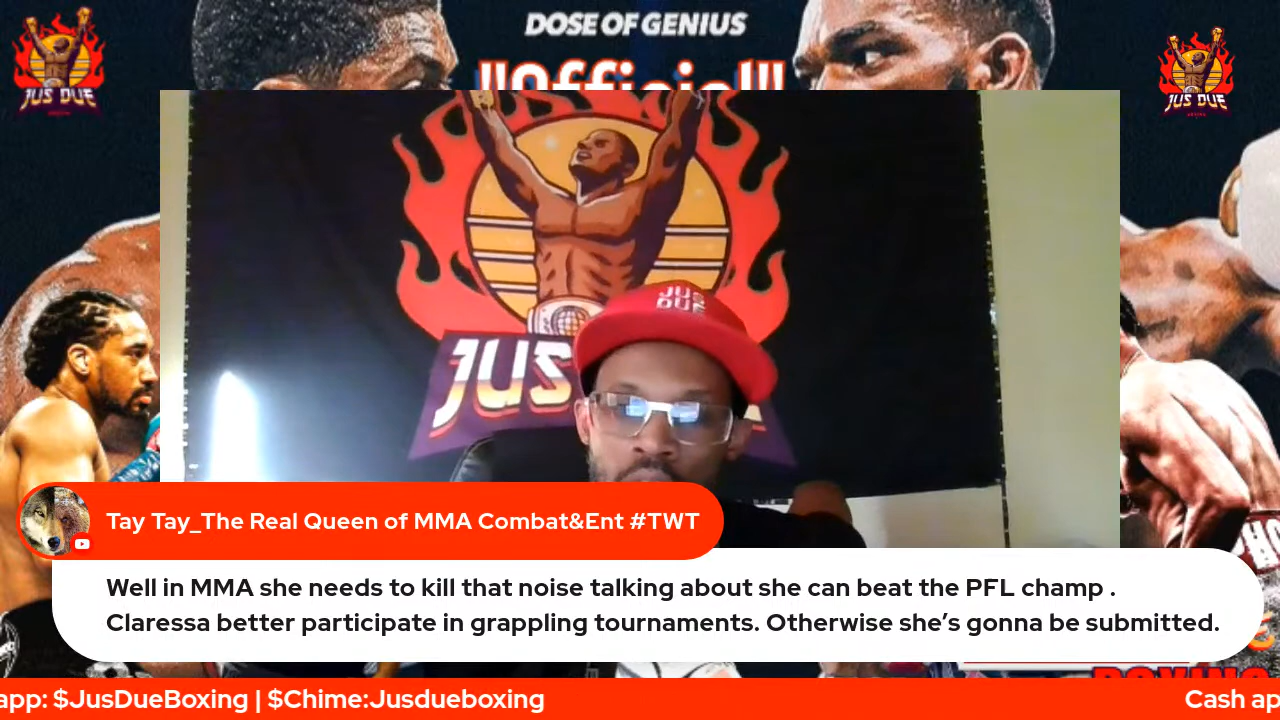 DOSE OF GENIUS
"Official"
JUS DUE
JUS DUE
JUS DUE
JUS
Tay Tay_The Real Queen of MMA Combat&Ent #TWT
Well in MMA she needs to kill that noise talking about she can beat the PFL champ .
Claressa better participate in grappling tournaments. Otherwise she’s gonna be submitted.
BOXING
app: $JusDueBoxing | $Chime:Jusdueboxing
Cash ap